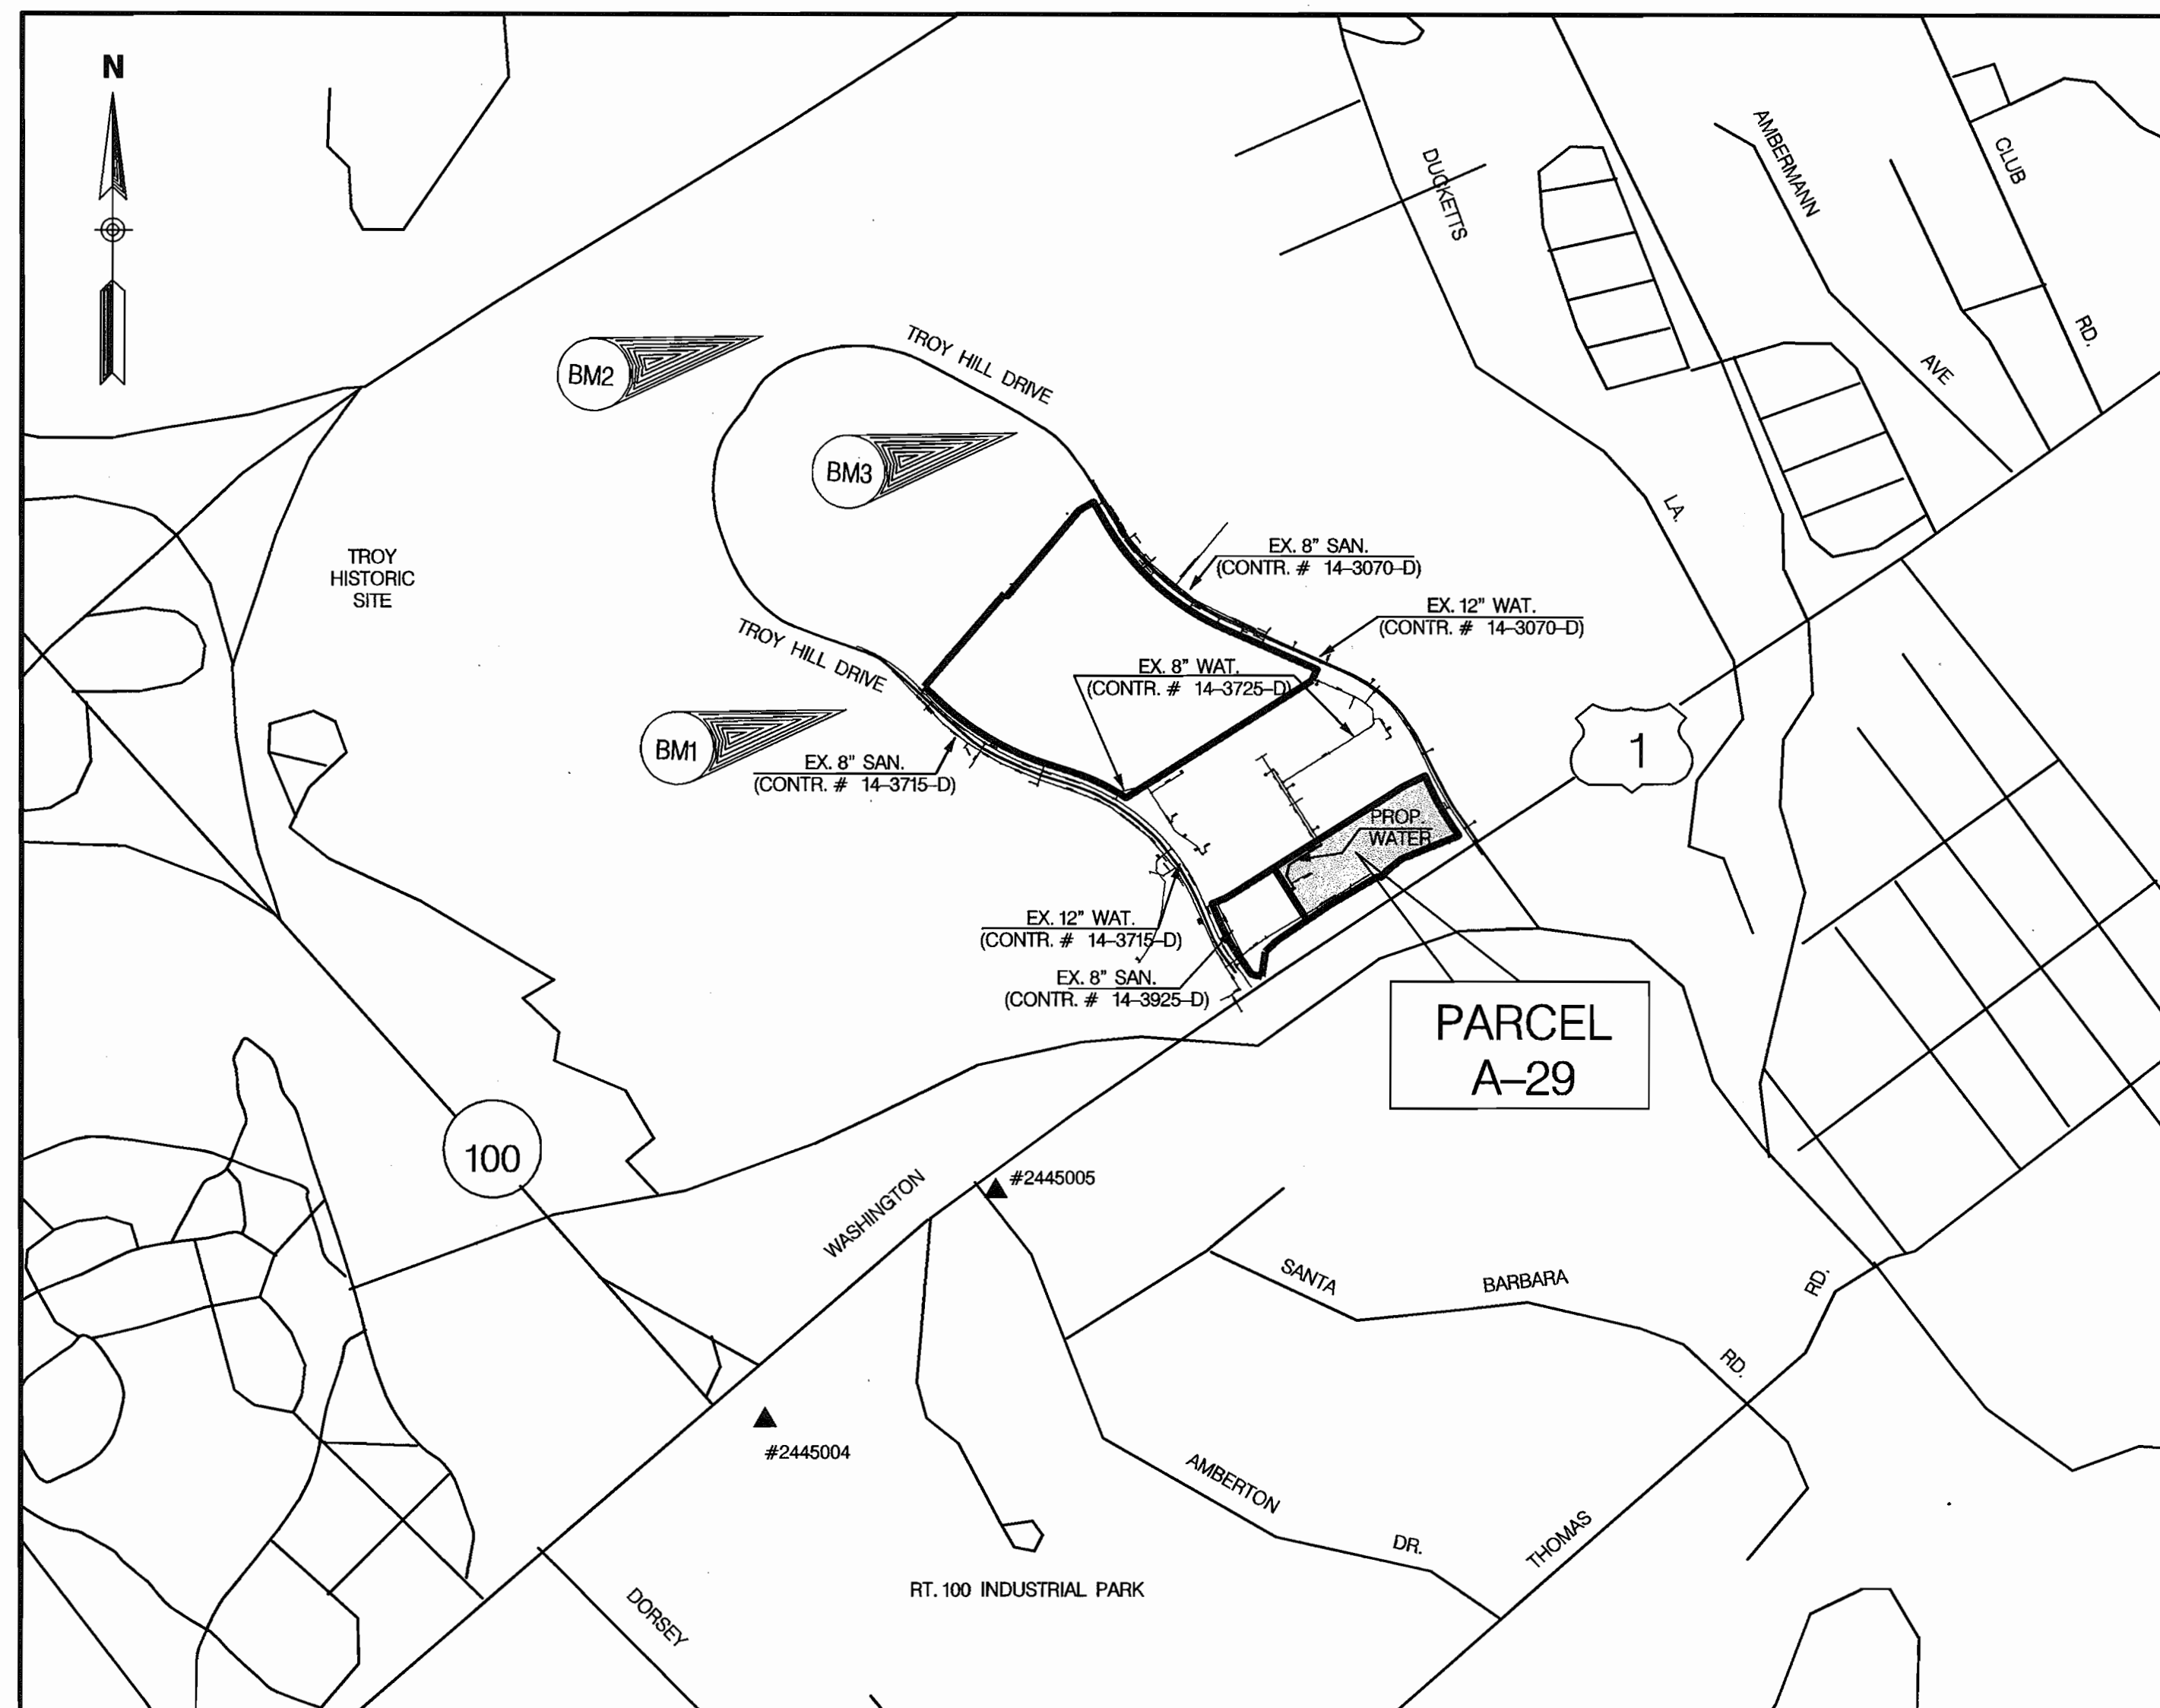 N
AMBERMANN
AVE
CLUB
RD.
DUCKETTS
LA.
TROY HILL DRIVE
BM2
BM3
TROY
HISTORIC
SITE
EX. 8" SAN.
(CONTR. # 14-3070-D)
EX. 12" WAT.
(CONTR. # 14-3070-D)
TROY HILL DRIVE
EX. 8" WAT.
(CONTR. # 14-3725-D)
BM1
EX. 8" SAN.
(CONTR. # 14-3715-D)
1
PROP.
WATER
EX. 12" WAT.
(CONTR. # 14-3715-D)
EX. 8" SAN.
(CONTR. # 14-3925-D)
PARCEL
A-29
100
WASHINGTON
#2445005
SANTA
BARBARA
RD.
RD.
#2445004
AMBERTON
DR.
THOMAS
RT. 100 INDUSTRIAL PARK
DORSEY